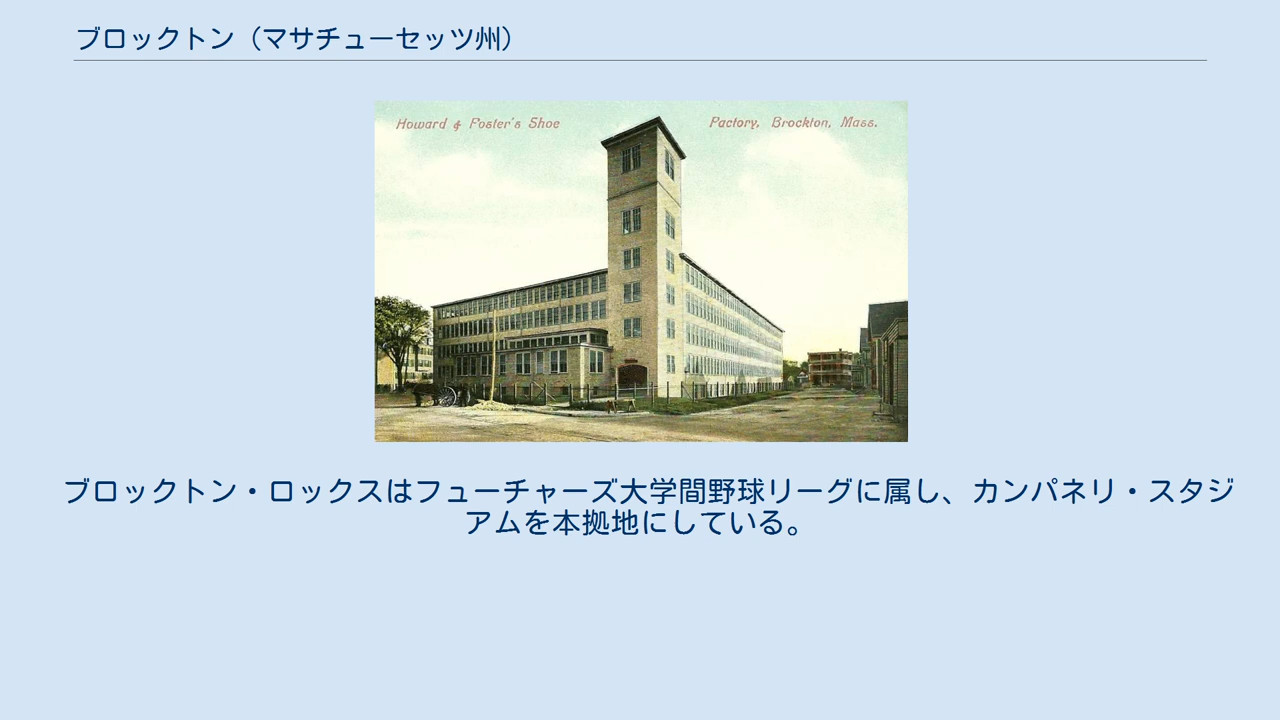 ブロックトン（マサチューセッツ州）
Howard & Foster's Shoe Factory, Brockton, Mass.
ブロックトン・ロックスはフューチャーズ大学間野球リーグに属し、カンパネリ・スタジ
アムを本拠地にしている。